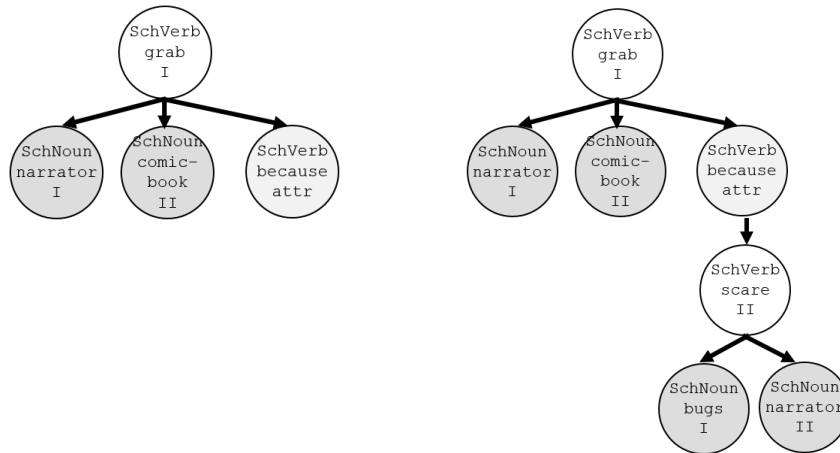 SchVerb
grab
I
SchNoun
narrator
I
SchNoun
comic-
book
II
SchVerb
because
attr
SchVerb
grab
I
SchNoun
narrator
I
SchNoun
comic-
book
II
SchVerb
because
attr
SchVerb
scare
II
SchNoun
bugs
I
SchNoun
narrator
II